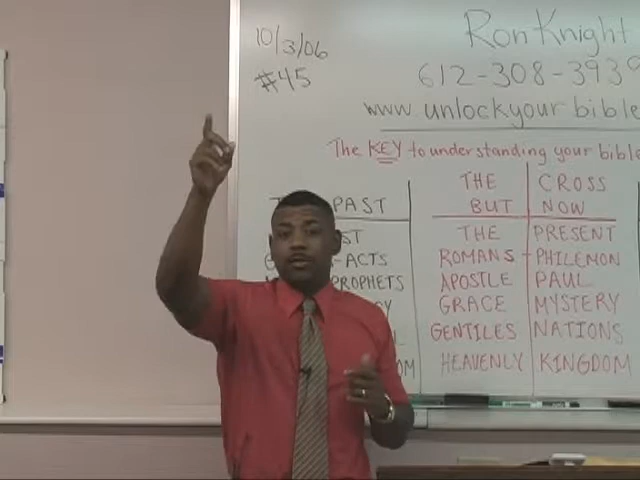 10/3/06
#45
Ron Knight
612-308-3939
www.unlockyour bible
The KEY to understanding your bible
PAST
THE CROSS
BUT NOW
THE PRESENT
-ACTS
ROMANS - PHILEMON
PROPHETS
APOSTLE PAUL
GRACE MYSTERY
GENTILES NATIONS
HEAVENLY KINGDOM